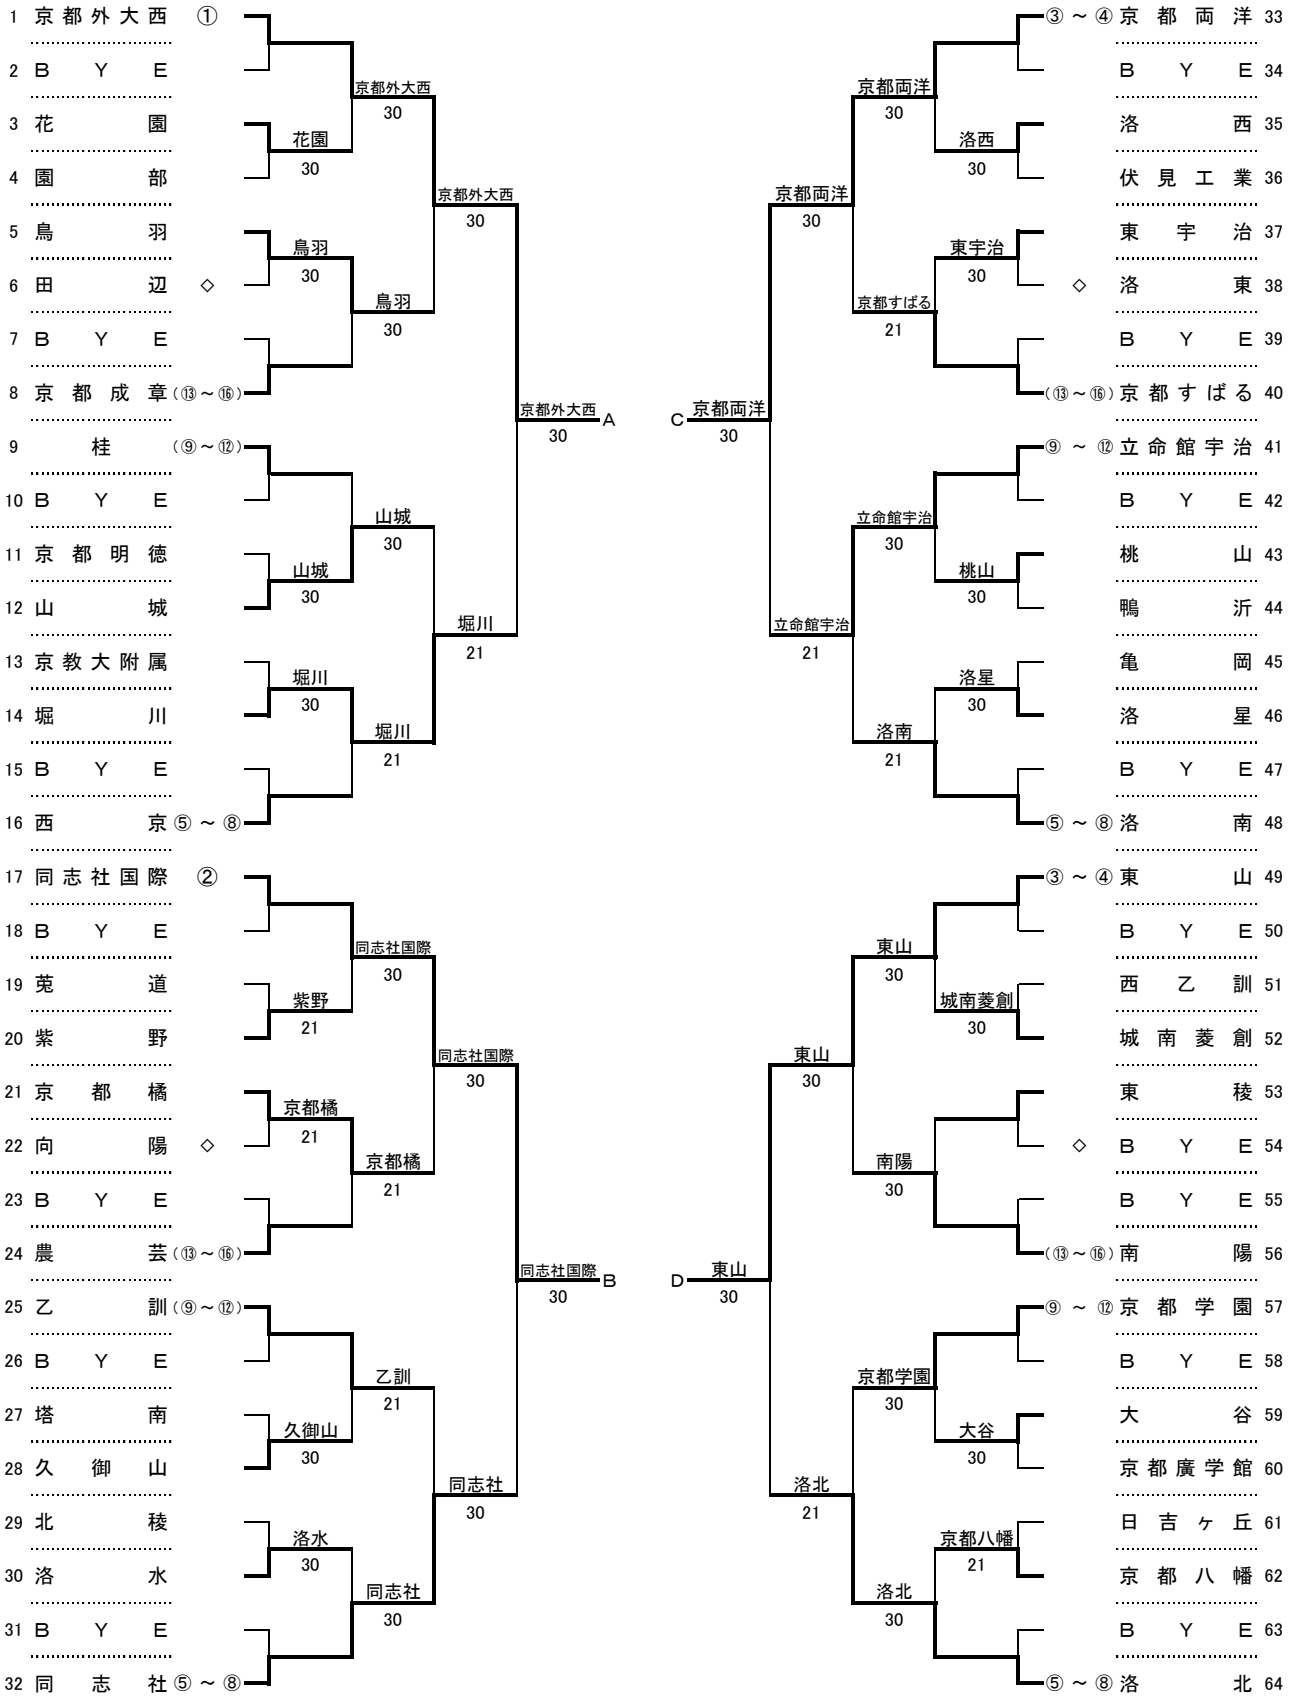 1 京都外大西 ①
2 BYE
3 花園
4 園部
5 鳥羽
6 田辺 ◇
7 BYE
8 京都成章 (⑬～⑯)
9 桂 (⑨～⑫)
10 BYE
11 京都明徳
12 山城
13 京教大附属
14 堀川
15 BYE
16 西京 ⑤～⑧
17 同志社国際 ②
18 BYE
19 莵道
20 紫野
21 京都橘
22 向陽 ◇
23 BYE
24 農芸 (⑬～⑯)
25 乙訓 (⑨～⑫)
26 BYE
27 塔南
28 久御山
29 北稜
30 洛水
31 BYE
32 同志社 ⑤～⑧
花園
30
鳥羽
30
山城
30
堀川
30
紫野
21
京都橘
21
久御山
30
洛水
30
京都外大西
30
鳥羽
30
山城
30
堀川
21
同志社国際
30
京都橘
21
乙訓
21
同志社
30
京都外大西
30
堀川
21
同志社国際
30
同志社
30
京都外大西 A
30
同志社国際 B
30
C 京都両洋
30
D 東山
30
京都両洋
30
立命館宇治
21
東山
30
洛北
21
京都両洋
30
京都すばる
21
立命館宇治
30
洛南
21
東山
30
南陽
30
京都学園
30
洛北
30
洛西
30
東宇治
30
桃山
30
洛星
30
城南菱創
30
大谷
30
京都八幡
21
③～④ 京都両洋 33
BYE 34
洛西 35
伏見工業 36
東宇治 37
◇ 洛東 38
BYE 39
(⑬～⑯) 京都すばる 40
⑨～⑫ 立命館宇治 41
BYE 42
桃山 43
鴨沂 44
亀岡 45
洛星 46
BYE 47
⑤～⑧ 洛南 48
③～④ 東山 49
BYE 50
西乙訓 51
城南菱創 52
東稜 53
◇ BYE 54
BYE 55
(⑬～⑯) 南陽 56
⑨～⑫ 京都学園 57
BYE 58
大谷 59
京都廣学館 60
日吉ヶ丘 61
京都八幡 62
BYE 63
⑤～⑧ 洛北 64